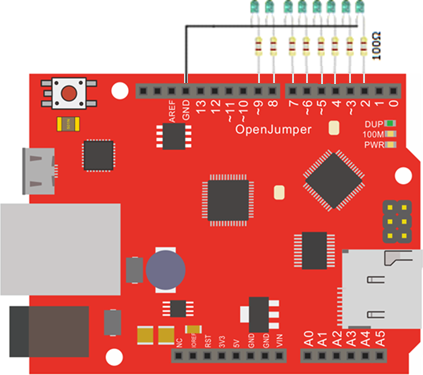 100Ω
AREF
GND
13
12
~11
~10
~9
8
7
~6
~5
4
~3
2
1
0
OpenJumper
DUP
100M
PWR
NC
IOREF
RST
3V3
5V
GND
GND
VIN
A0
A1
A2
A3
A4
A5